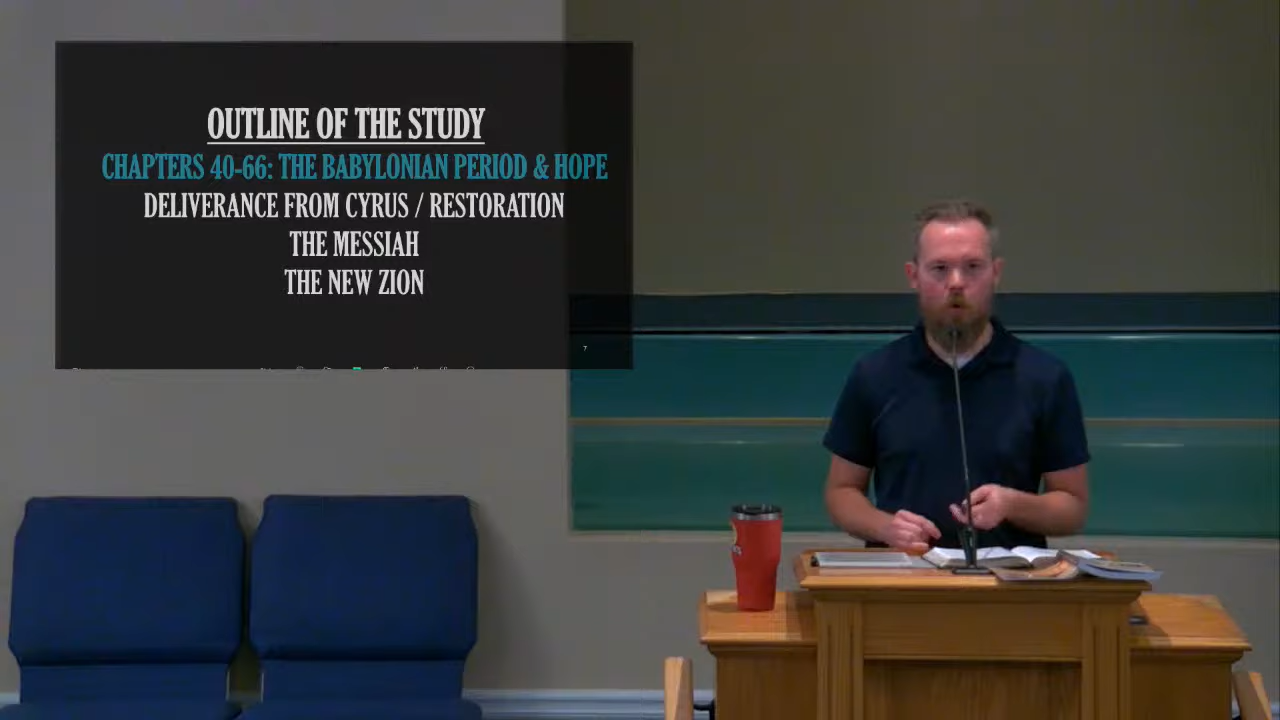 OUTLINE OF THE STUDY
CHAPTERS 40-66: THE BABYLONIAN PERIOD & HOPE
DELIVERANCE FROM CYRUS / RESTORATION
THE MESSIAH
THE NEW ZION
7